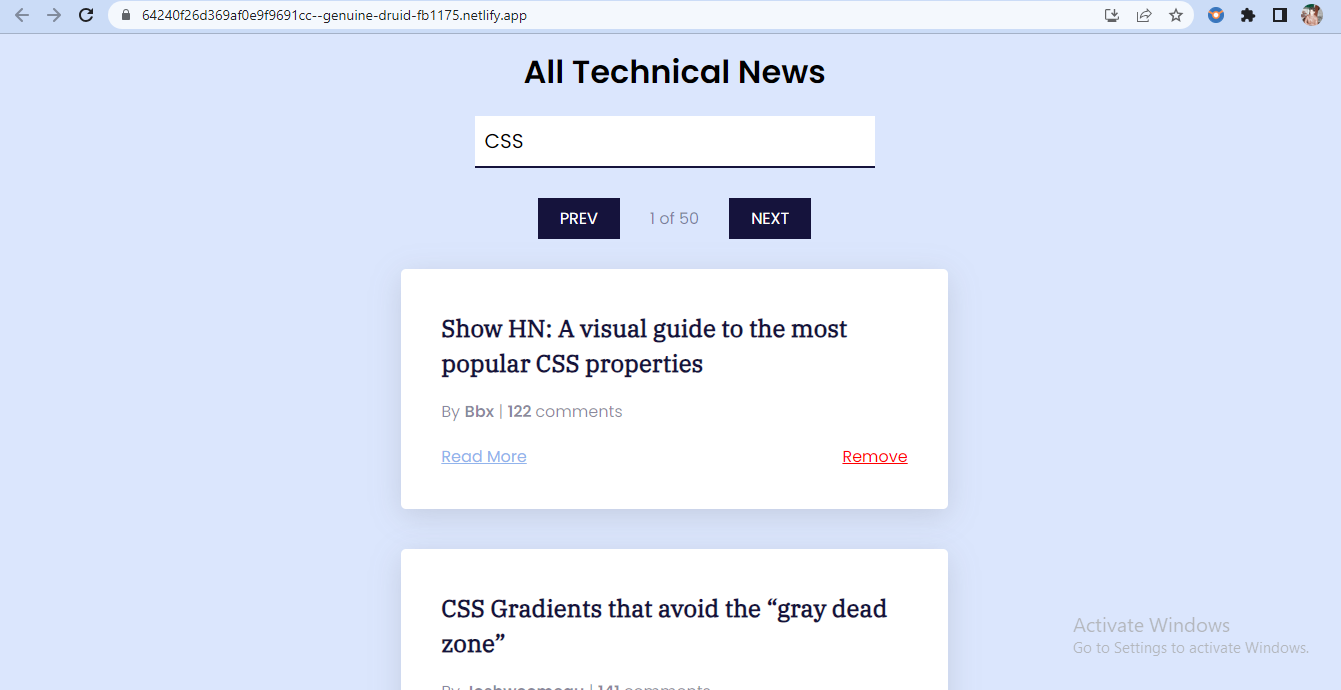 64240f26d369af0e9f9691cc--genuine-druid-fb1175.netlify.app
All Technical News
CSS
PREV 1 of 50 NEXT
Show HN: A visual guide to the most
popular CSS properties
By Bbx | 122 comments
Read More Remove
CSS Gradients that avoid the “gray dead
zone”
By Joshwcomeau | 141 comments
Activate Windows
Go to Settings to activate Windows.